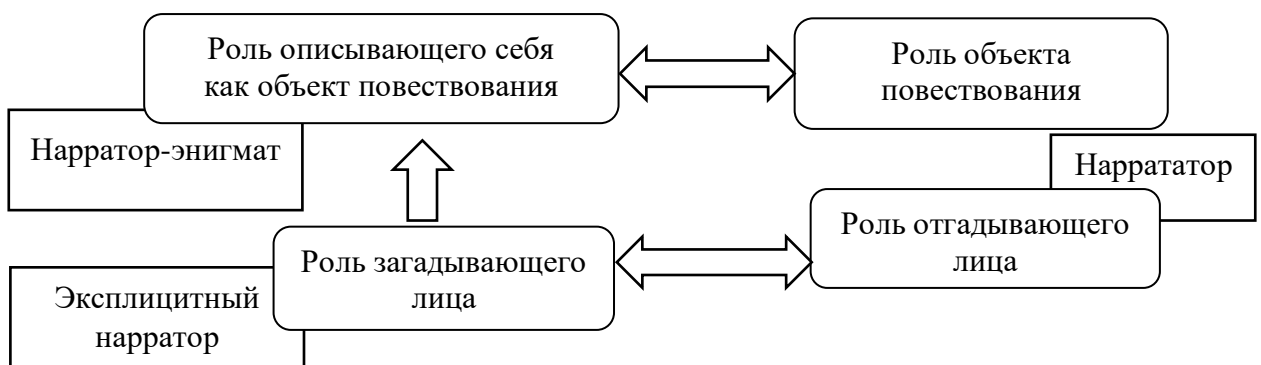 Роль описывающего себя
как объект повествования
Роль объекта
повествования
Нарратор-энигмат
Наррататор
Роль загадывающего
лица
Роль отгадывающего
лица
Эксплицитный
нарратор